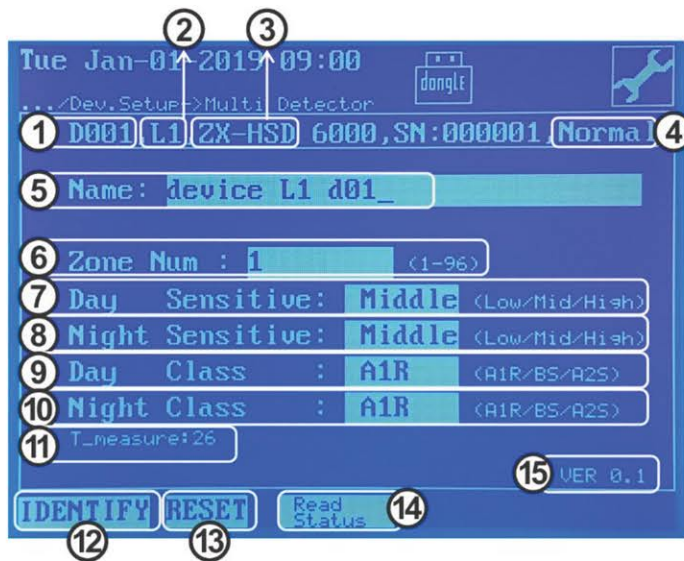 ② ③
Tue Jan-01-2019 09:00
dongle
.../Dev.Setup->Multi Detector
① D001,L1,ZX-HSD 6000,SN:000001,Normal ④
⑤ Name: device L1 d01_
⑥ Zone Num : 1 (1-96)
⑦ Day Sensitive: Middle (Low/Mid/High)
⑧ Night Sensitive: Middle (Low/Mid/High)
⑨ Day Class : A1R (A1R/BS/A2S)
⑩ Night Class : A1R (A1R/BS/A2S)
⑪ T_measure:26
⑮ VER 0.1
IDENTIFY RESET Read Status ⑭
⑫ ⑬